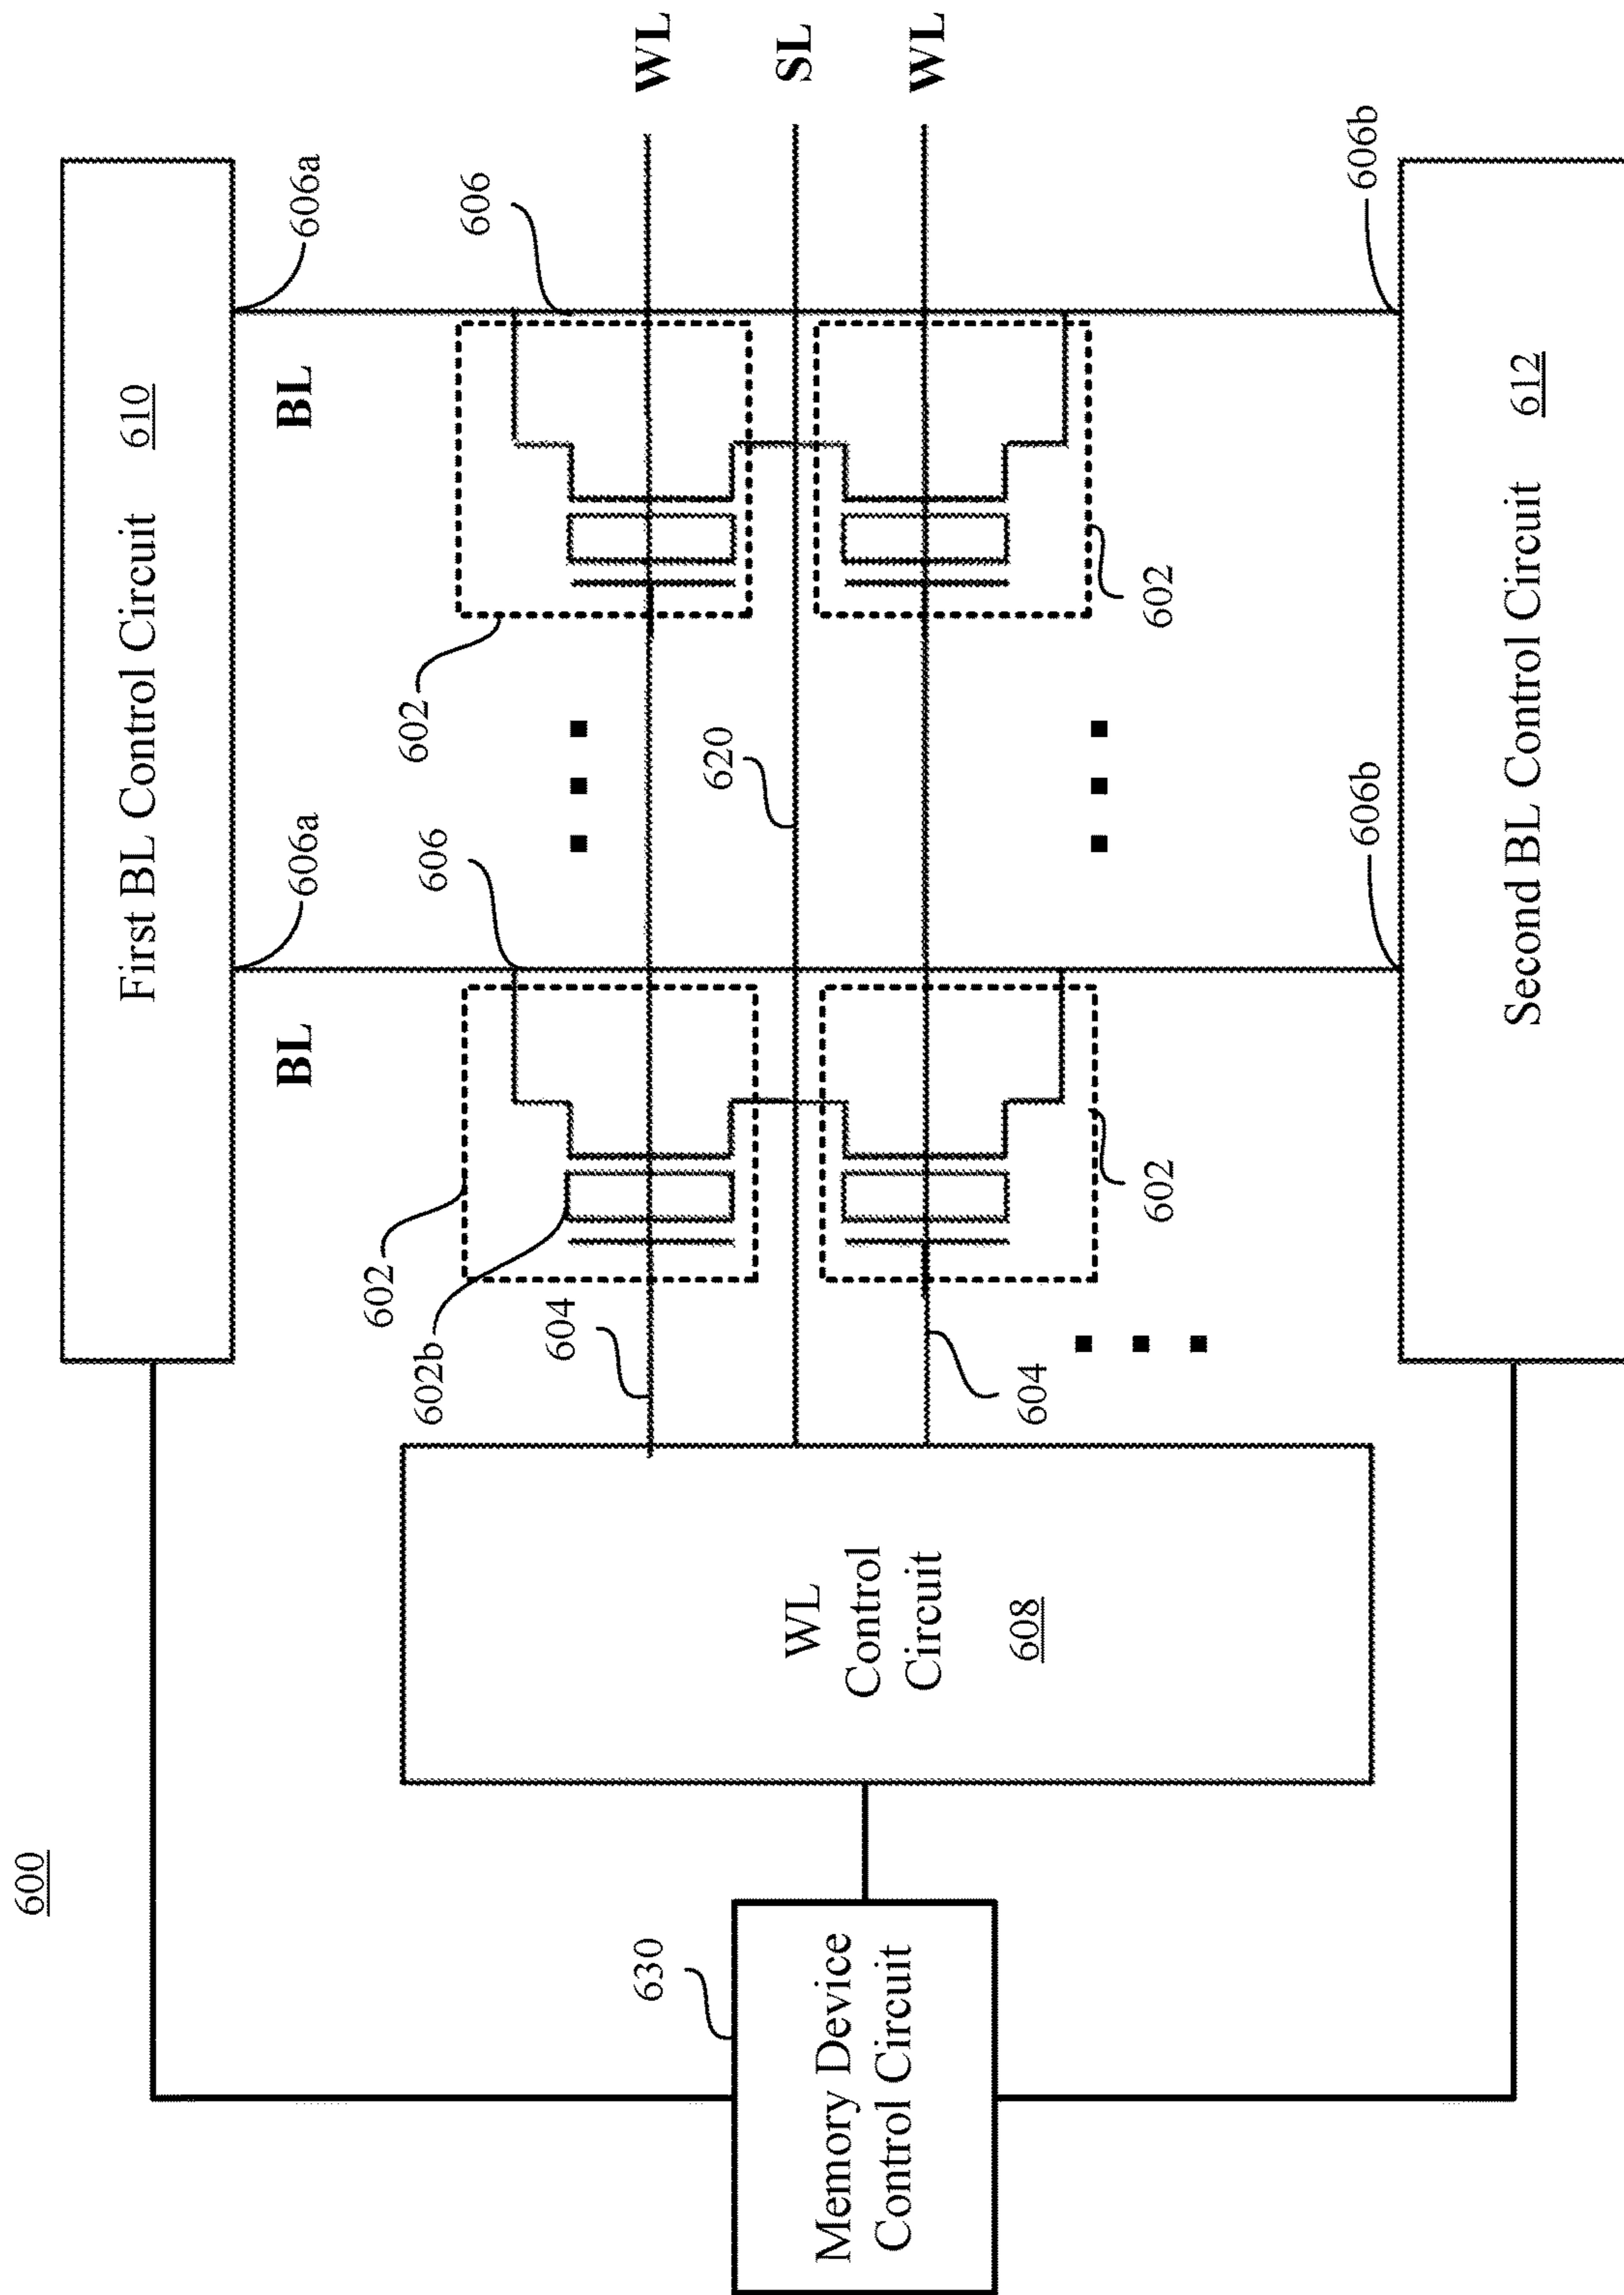 600
First BL Control Circuit 610
606a
606a
BL
BL
602
602
602b
606
606
604
WL
630
620
SL
Memory Device
Control Circuit
WL
Control
Circuit
608
WL
604
602
602
606b
606b
Second BL Control Circuit 612